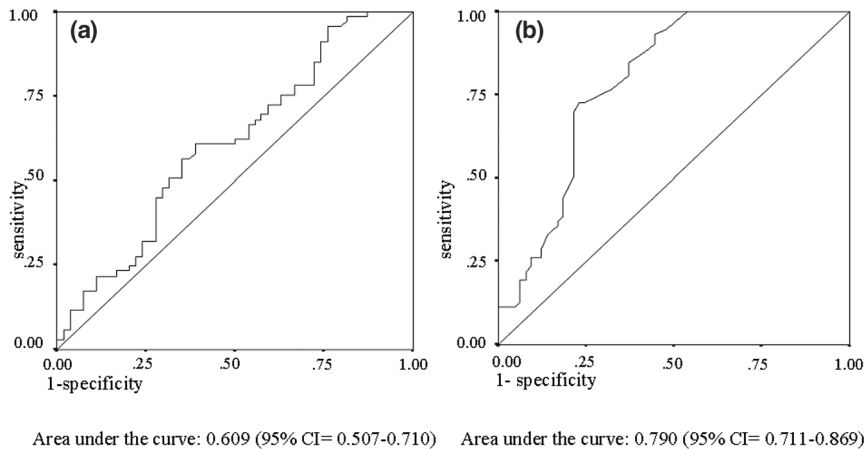 (a)
1.00
.75
.50
.25
0.00
sensitivity
0.00 .25 .50 .75 1.00
1-specificity
Area under the curve: 0.609 (95% CI= 0.507-0.710)
(b)
1.00
.75
.50
.25
0.00
sensitivity
0.00 .25 .50 .75 1.00
1- specificity
Area under the curve: 0.790 (95% CI= 0.711-0.869)